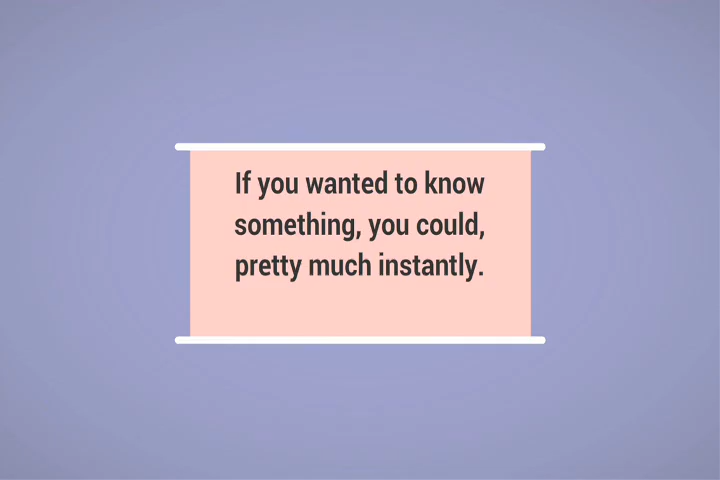 If you wanted to know
something, you could,
pretty much instantly.